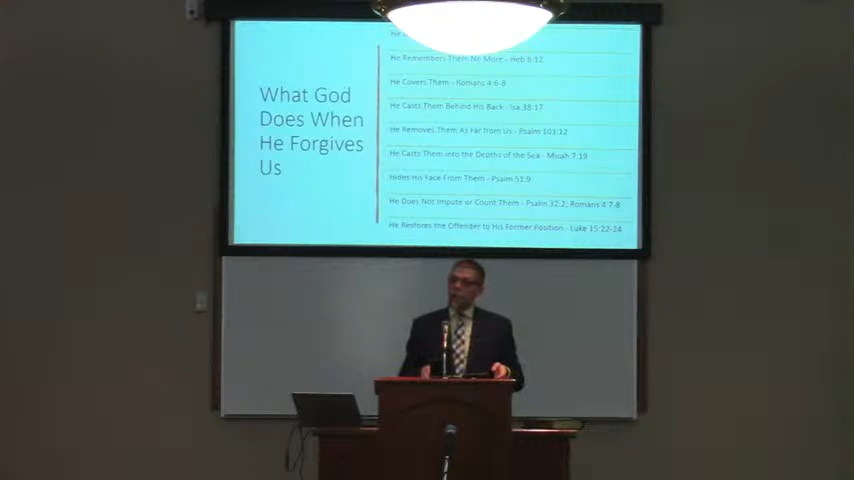 What God
Does When
He Forgives
Us
He
He Remembers Them No More - Heb 8:12
He Covers Them - Romans 4:6-8
He Casts Them Behind His Back - Isa 38:17
He Removes Them As Far from Us - Psalm 103:12
He Casts Them into the Depths of the Sea - Micah 7:19
Hides His Face From Them - Psalm 51:9
He Does Not Impute or Count Them - Psalm 32:2; Romans 4:7-8
He Restores the Offender to His Former Position - Luke 15:22-24